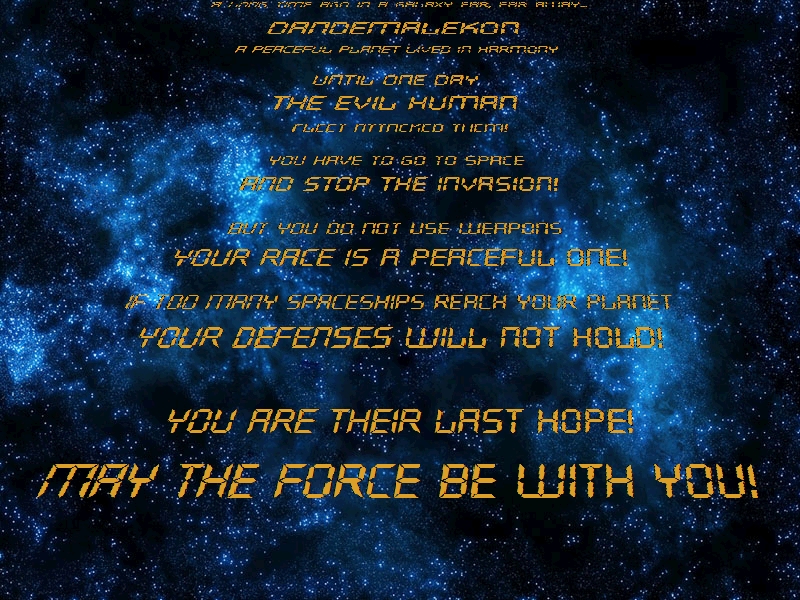 A LONG TIME AGO IN A GALAXY FAR, FAR AWAY...
DANDEMALEKON
A PEACEFUL PLANET LIVED IN HARMONY
UNTIL ONE DAY
THE EVIL HUMAN
FLEET ATTACKED THEM!
YOU HAVE TO GO TO SPACE
AND STOP THE INVASION!
BUT YOU DO NOT USE WEAPONS
YOUR RACE IS A PEACEFUL ONE!
IF TOO MANY SPACESHIPS REACH YOUR PLANET
YOUR DEFENSES WILL NOT HOLD!
YOU ARE THEIR LAST HOPE!
MAY THE FORCE BE WITH YOU!